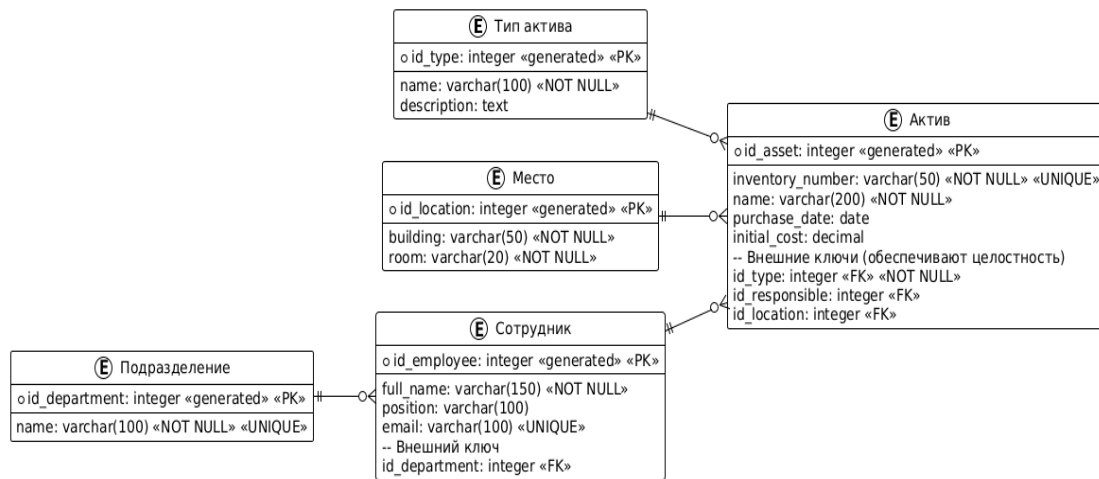 E Тип актива
id_type: integer «generated» «PK»
name: varchar(100) «NOT NULL»
description: text
E Актив
id_asset: integer «generated» «PK»
inventory_number: varchar(50) «NOT NULL» «UNIQUE»
name: varchar(200) «NOT NULL»
purchase_date: date
initial_cost: decimal
-- Внешние ключи (обеспечивают целостность)
id_type: integer «FK» «NOT NULL»
id_responsible: integer «FK»
id_location: integer «FK»
E Место
id_location: integer «generated» «PK»
building: varchar(50) «NOT NULL»
room: varchar(20) «NOT NULL»
E Сотрудник
id_employee: integer «generated» «PK»
full_name: varchar(150) «NOT NULL»
position: varchar(100)
email: varchar(100) «UNIQUE»
-- Внешний ключ
id_department: integer «FK»
E Подразделение
id_department: integer «generated» «PK»
name: varchar(100) «NOT NULL» «UNIQUE»